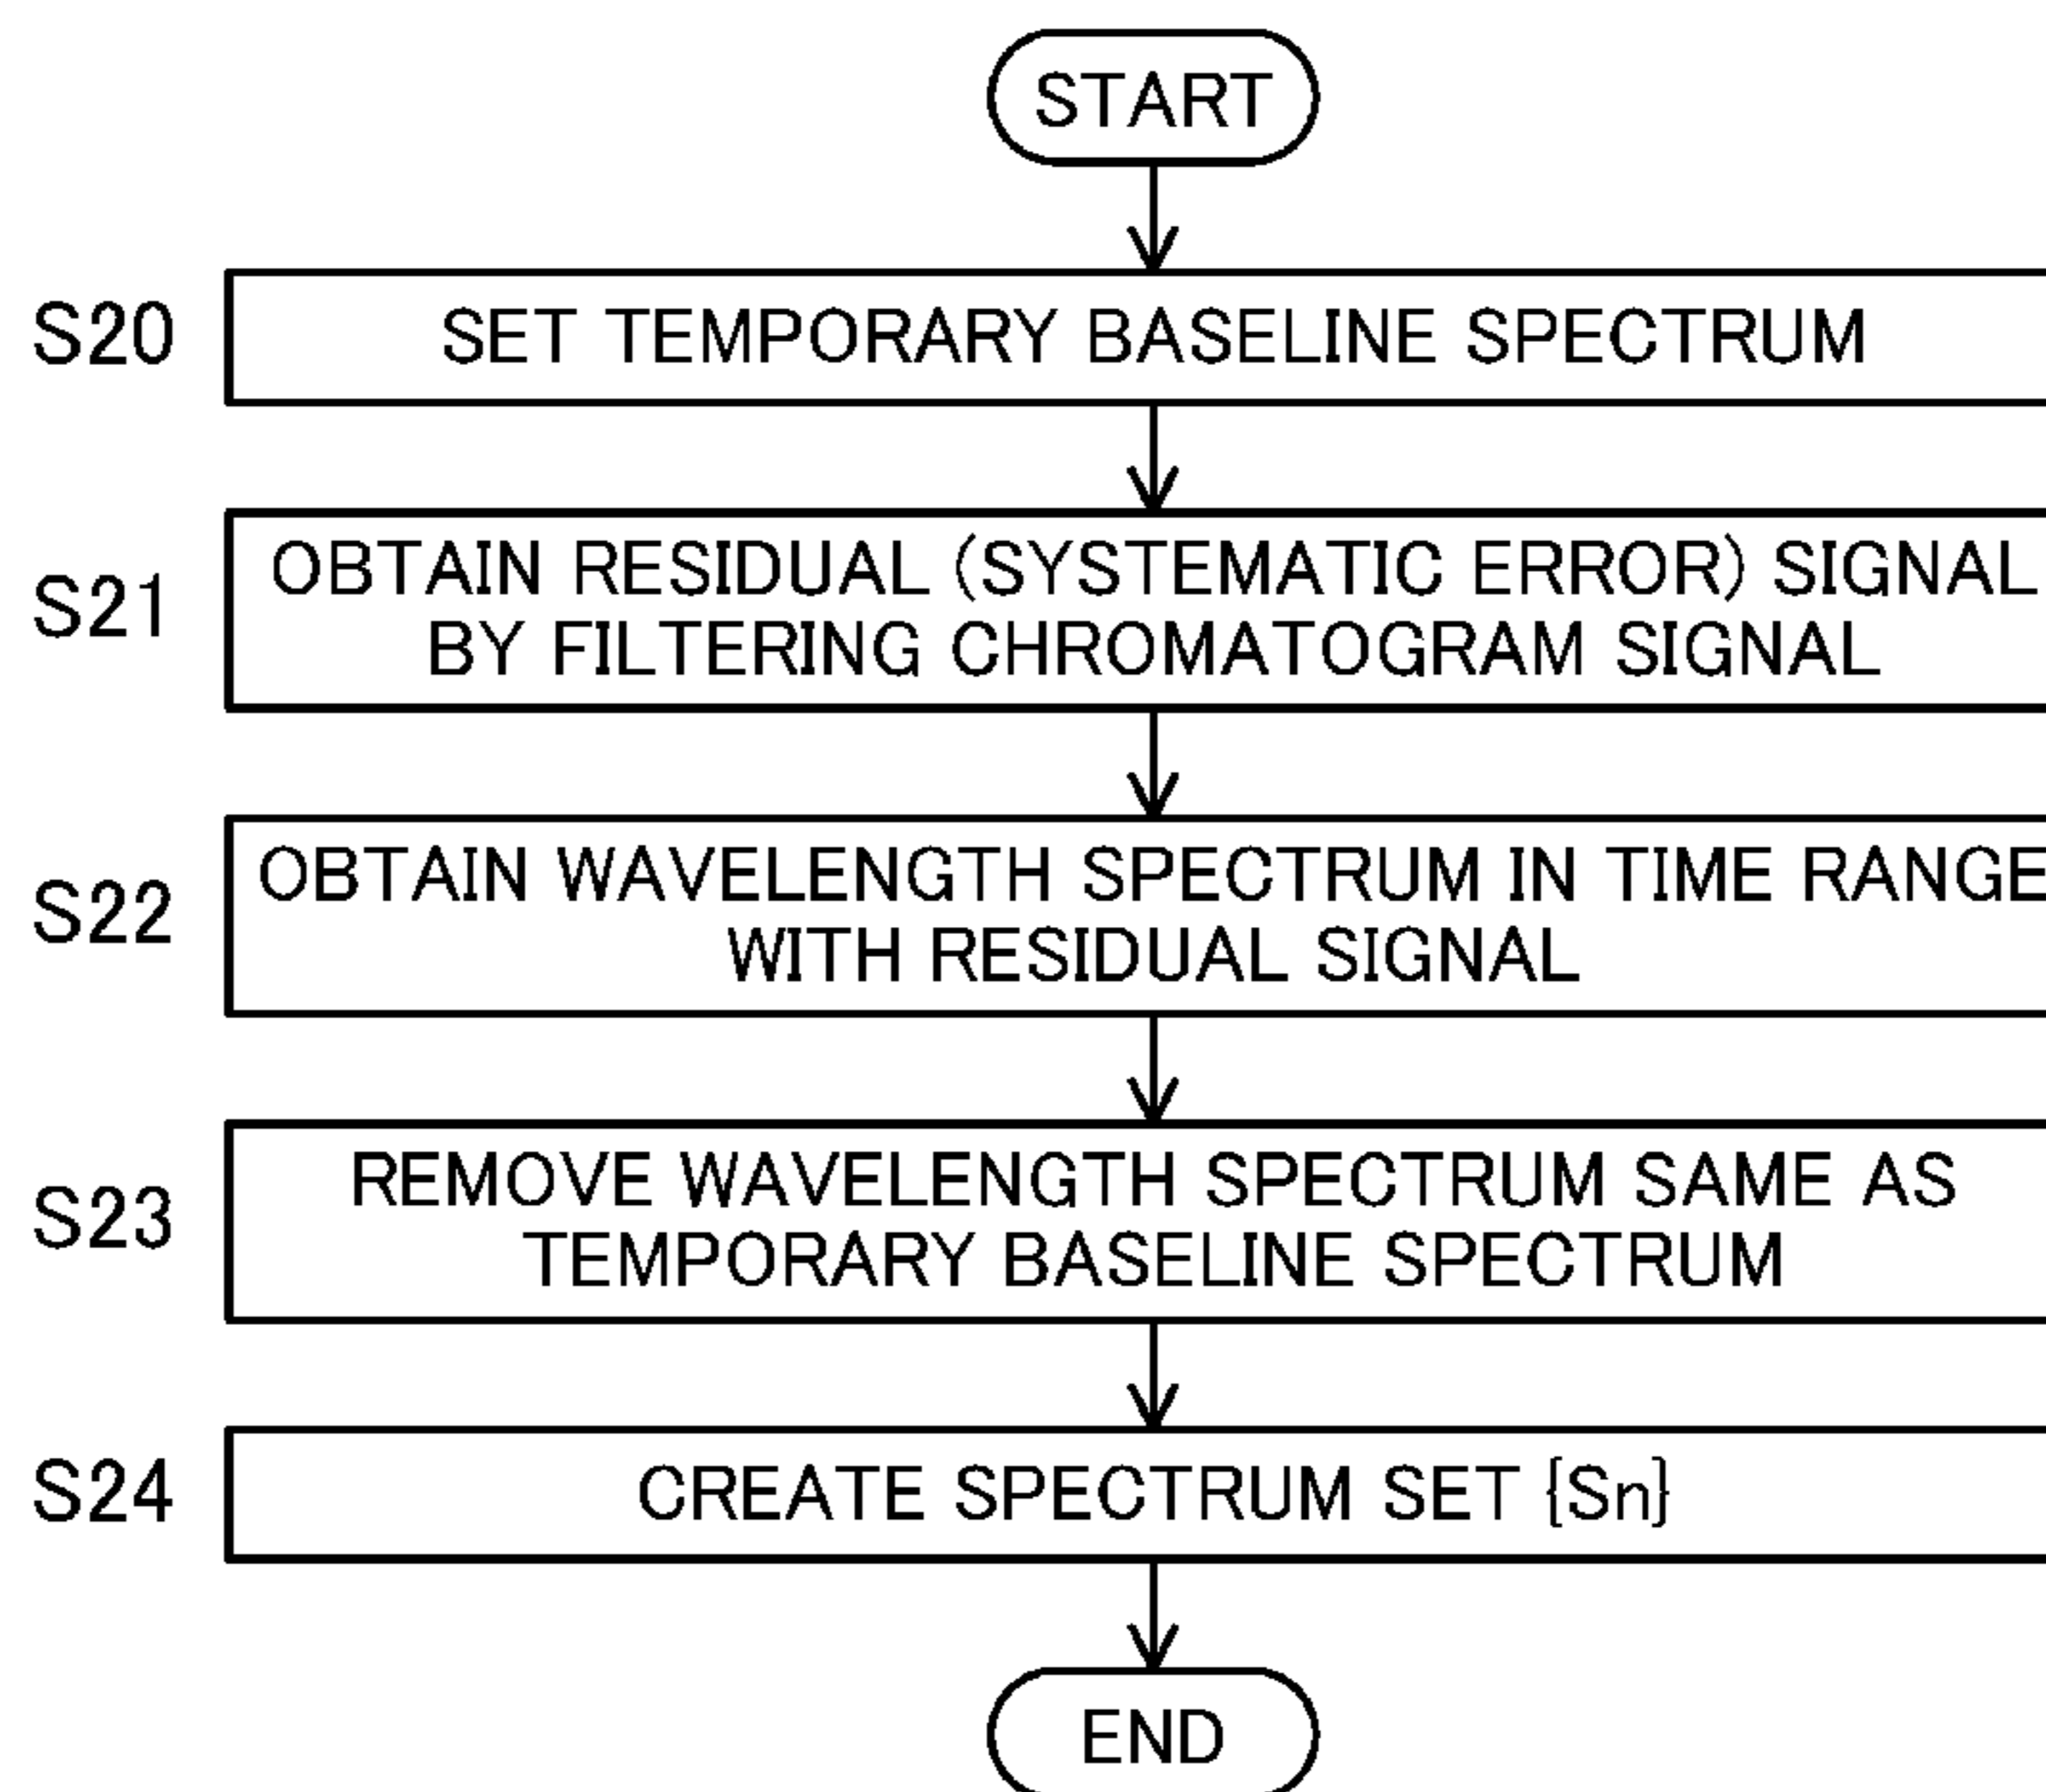 START
S20
SET TEMPORARY BASELINE SPECTRUM
S21
OBTAIN RESIDUAL (SYSTEMATIC ERROR) SIGNAL
BY FILTERING CHROMATOGRAM SIGNAL
S22
OBTAIN WAVELENGTH SPECTRUM IN TIME RANGE
WITH RESIDUAL SIGNAL
S23
REMOVE WAVELENGTH SPECTRUM SAME AS
TEMPORARY BASELINE SPECTRUM
S24
CREATE SPECTRUM SET {Sn}
END